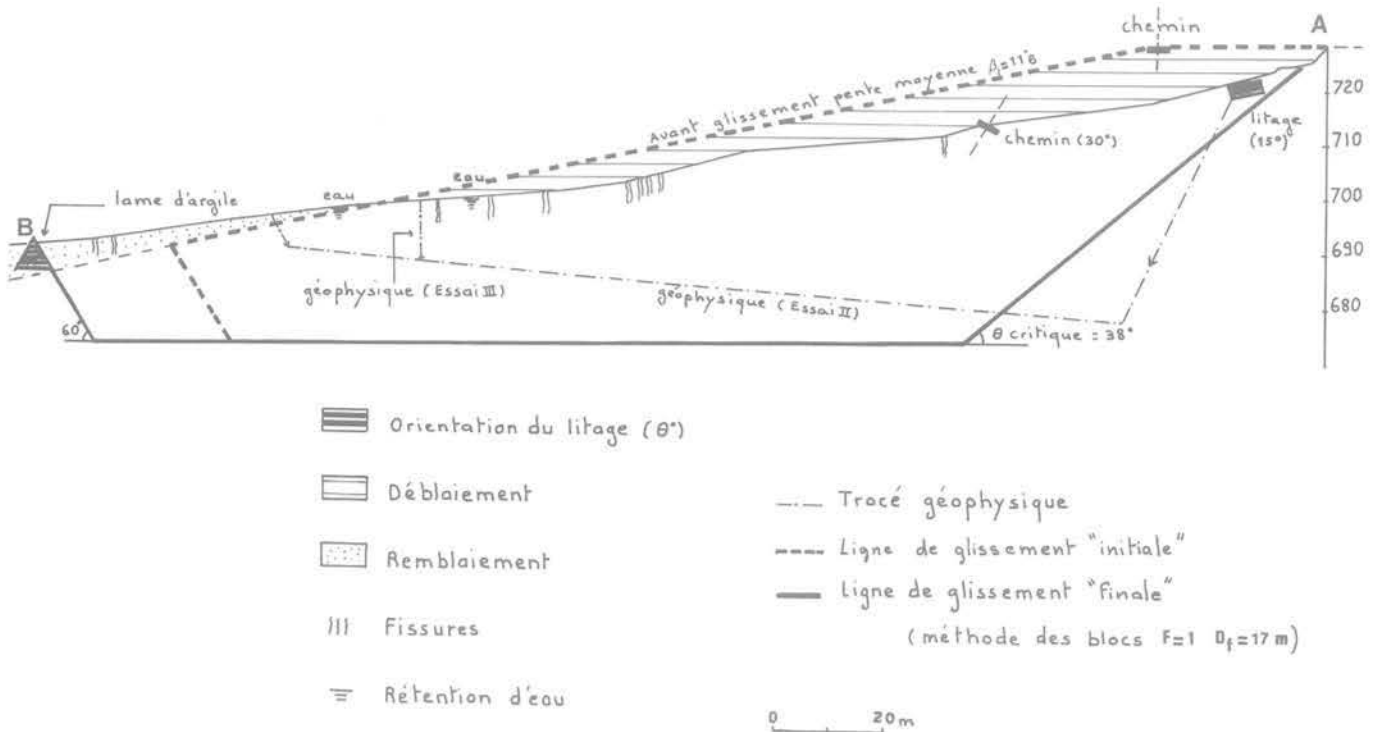 chemin
A
Avant glissement pente moyenne β₁=11°6
720
litage
(15°)
710
chemin (30°)
eau
eau
700
lame d'argile
B
690
géophysique (Essai III)
géophysique (Essai II)
680
60°
θ critique = 38°
Orientation du litage (θ°)
Déblaiement
Remblaiement
Fissures
Rétention d'eau
Tracé géophysique
Ligne de glissement "initiale"
Ligne de glissement "finale"
(méthode des blocs F=1 Df=17 m)
0 20 m